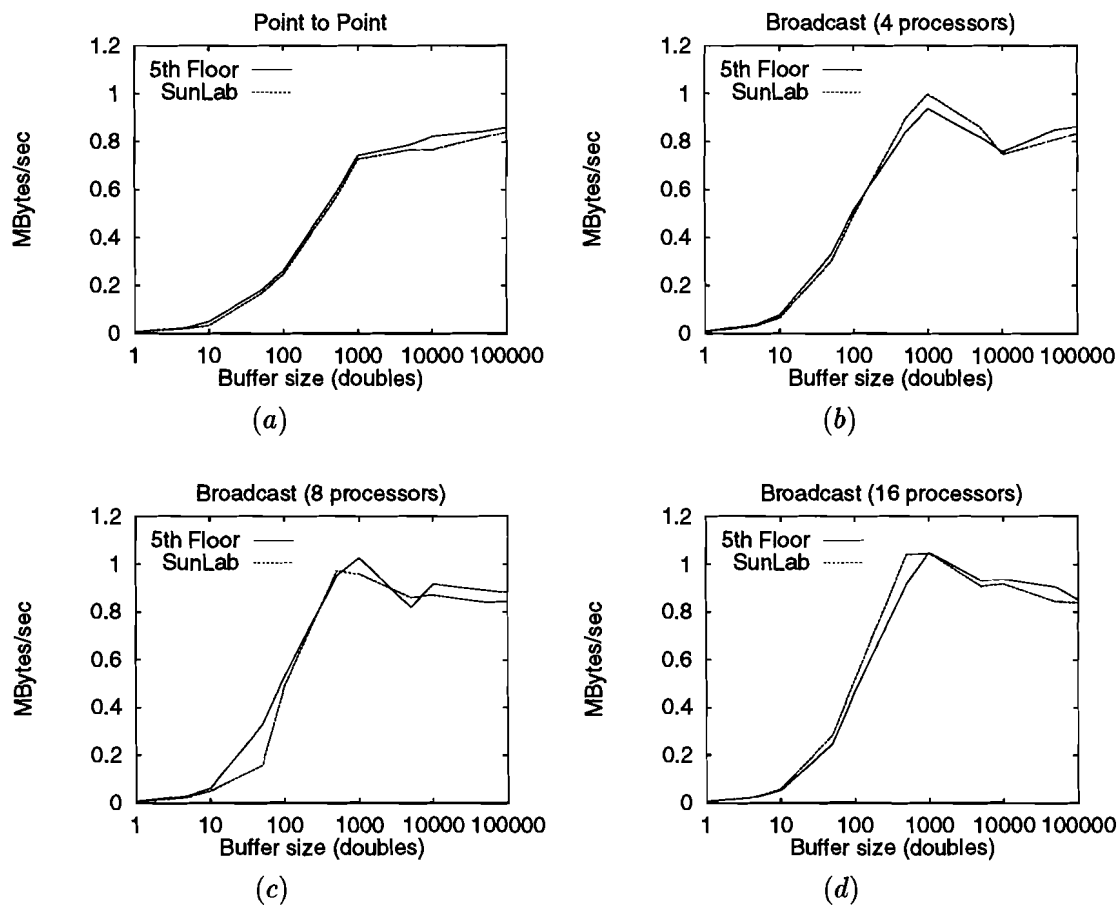 Point to Point
1.2
1
0.8
0.6
0.4
0.2
0
MBytes/sec
5th Floor
SunLab
1 10 100 1000 10000 100000
Buffer size (doubles)
(a)
Broadcast (4 processors)
1.2
1
0.8
0.6
0.4
0.2
0
MBytes/sec
5th Floor
SunLab
1 10 100 1000 10000 100000
Buffer size (doubles)
(b)
Broadcast (8 processors)
1.2
1
0.8
0.6
0.4
0.2
0
MBytes/sec
5th Floor
SunLab
1 10 100 1000 10000 100000
Buffer size (doubles)
(c)
Broadcast (16 processors)
1.2
1
0.8
0.6
0.4
0.2
0
MBytes/sec
5th Floor
SunLab
1 10 100 1000 10000 100000
Buffer size (doubles)
(d)